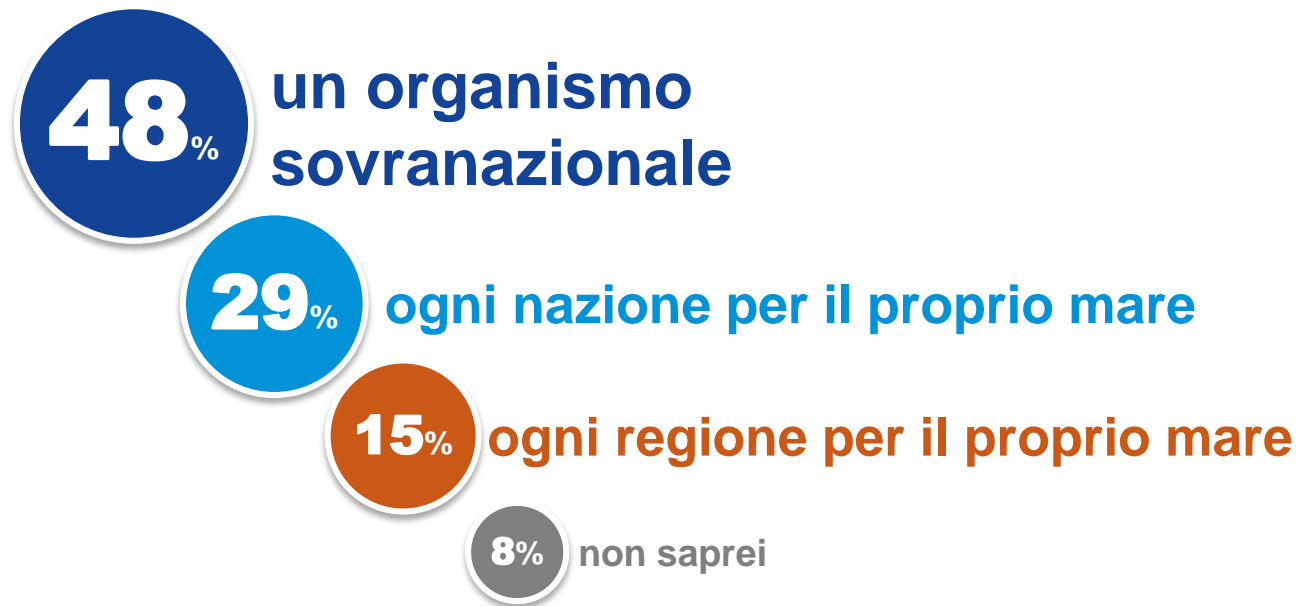 48%
un organismo
sovranazionale
29% ogni nazione per il proprio mare
15% ogni regione per il proprio mare
8% non saprei